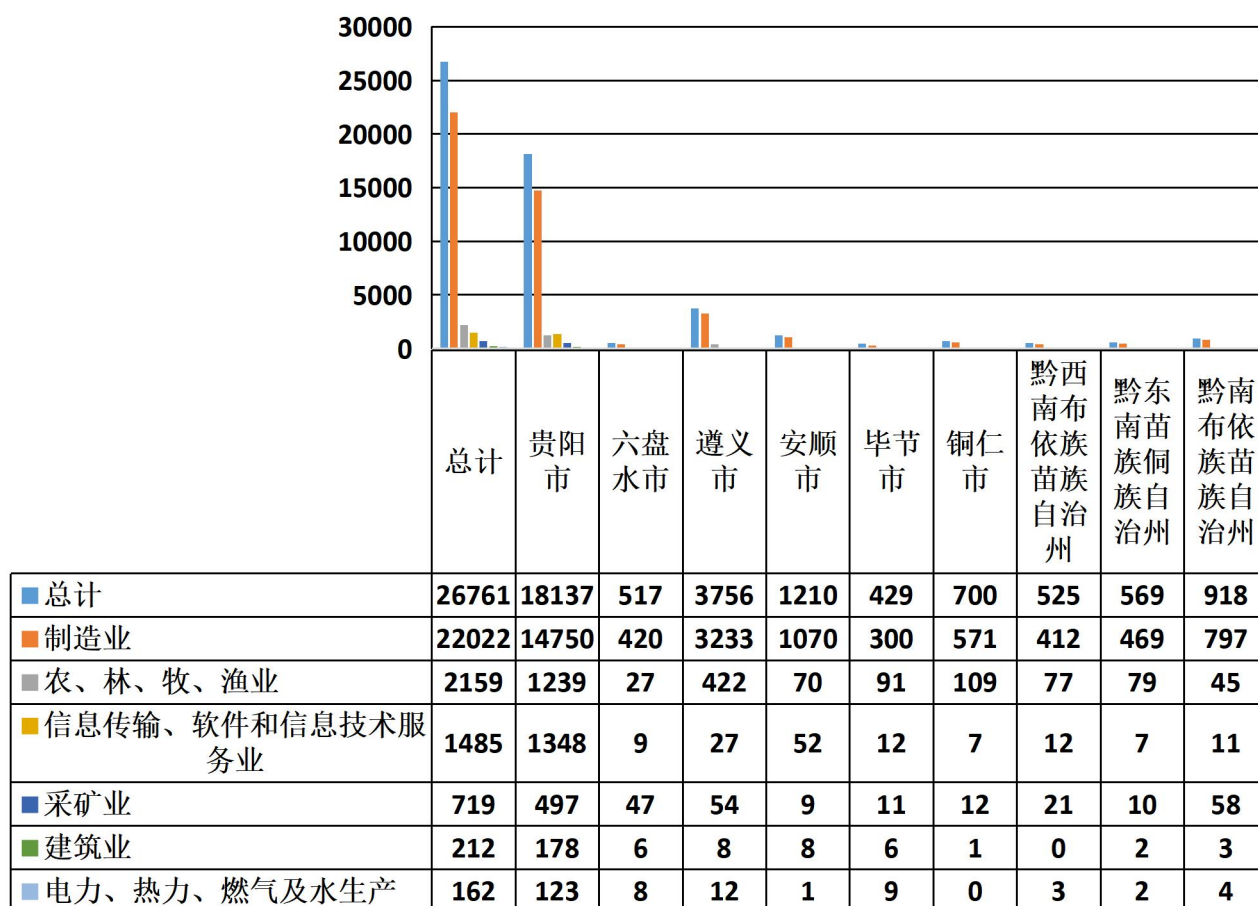 30000
25000
20000
15000
10000
5000
0
总计
贵阳
市
六盘
水市
遵义
市
安顺
市
毕节
市
铜仁
市
黔西
南布
依族
苗族
自治
州
黔东
南苗
族侗
族自
治州
黔南
布依
族苗
族自
治州
总计 26761 18137 517 3756 1210 429 700 525 569 918
制造业 22022 14750 420 3233 1070 300 571 412 469 797
农、林、牧、渔业 2159 1239 27 422 70 91 109 77 79 45
信息传输、软件和信息技术服
务业 1485 1348 9 27 52 12 7 12 7 11
采矿业 719 497 47 54 9 11 12 21 10 58
建筑业 212 178 6 8 8 6 1 0 2 3
电力、热力、燃气及水生产 162 123 8 12 1 9 0 3 2 4